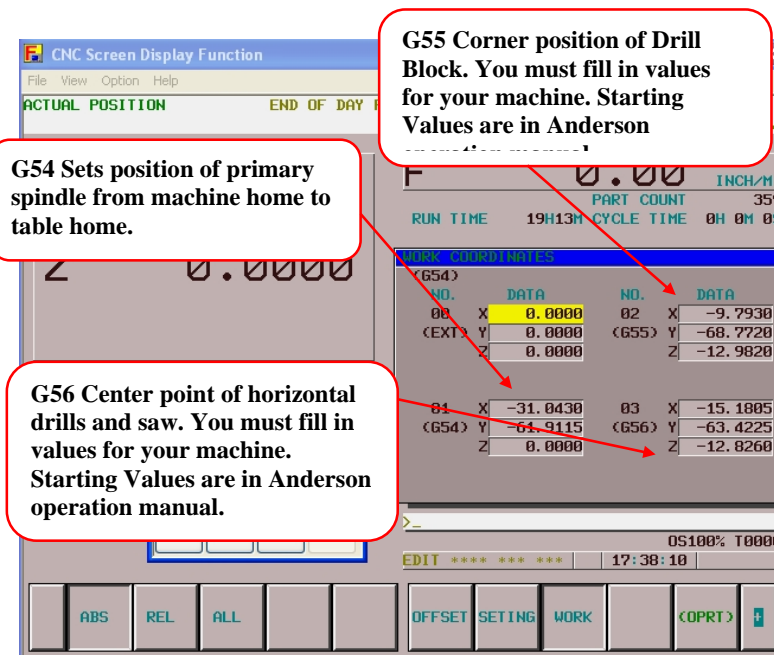 G55 Corner position of Drill
Block. You must fill in values
for your machine. Starting
Values are in Anderson
operation manual
CNC Screen Display Function
File View Option Help
ACTUAL POSITION END OF DAY
G54 Sets position of primary
spindle from machine home to
table home.
F 0.00 INCH/M
PART COUNT 359
RUN TIME 19H13M CYCLE TIME 0H 0M 0S
Z 0.0000
WORK COORDINATES
(G54)
NO. DATA NO. DATA
00 X 0.0000 02 X -9.7930
(EXT) Y 0.0000 (G55) Y -68.7720
Z 0.0000 Z -12.9820
G56 Center point of horizontal
drills and saw. You must fill in
values for your machine.
Starting Values are in Anderson
operation manual.
01 X -31.0430 03 X -15.1805
(G54) Y -61.9115 (G56) Y -63.4225
Z 0.0000 Z -12.8260
>_
OS100% T0000
EDIT **** *** *** 17:38:10
ABS REL ALL OFFSET SETING WORK (OPRT) +